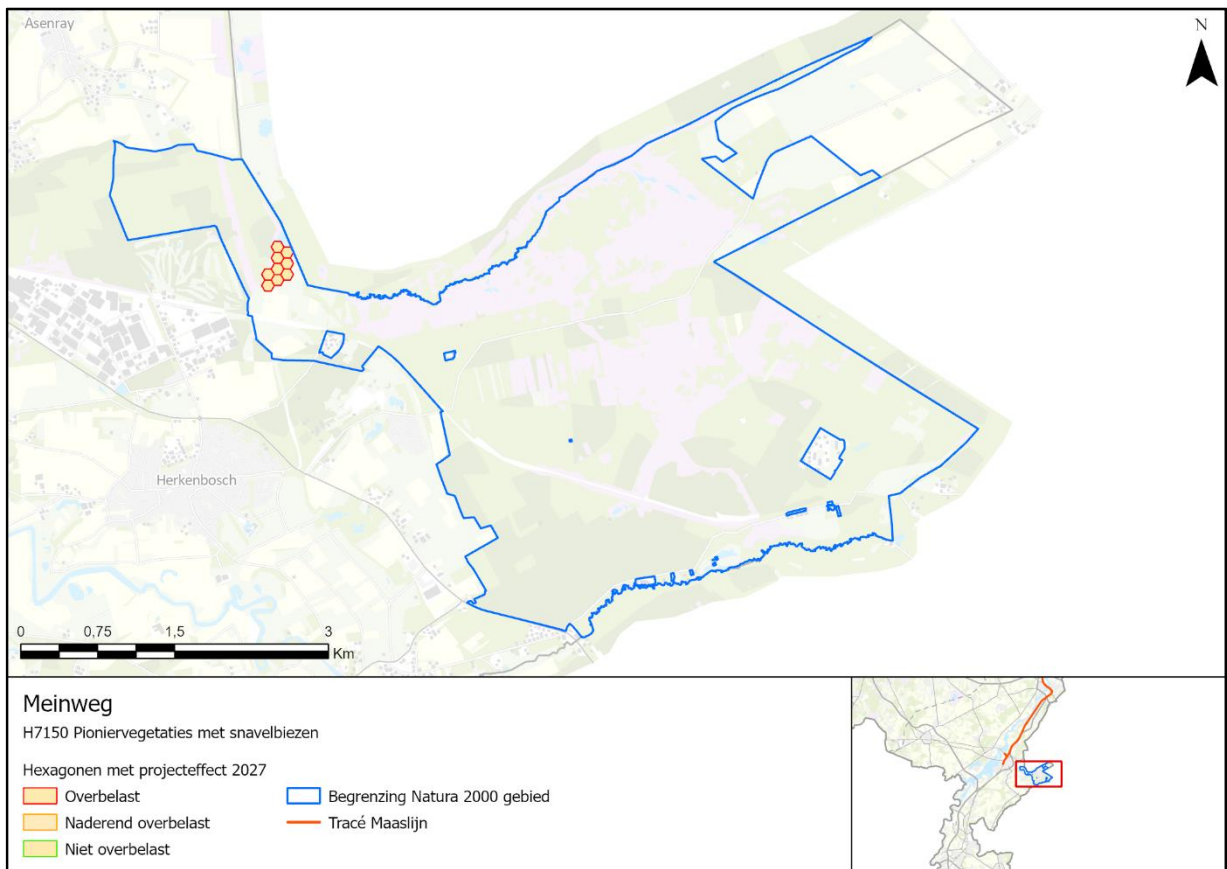 Asenray
N
Herkenbosch
0 0,75 1,5 3
Km
Meinweg
H7150 Pioniervegetaties met snavelbiezen
Hexagonen met projecteffect 2027
Overbelast
Naderend overbelast
Niet overbelast
Begrenzing Natura 2000 gebied
Tracé Maaslijn